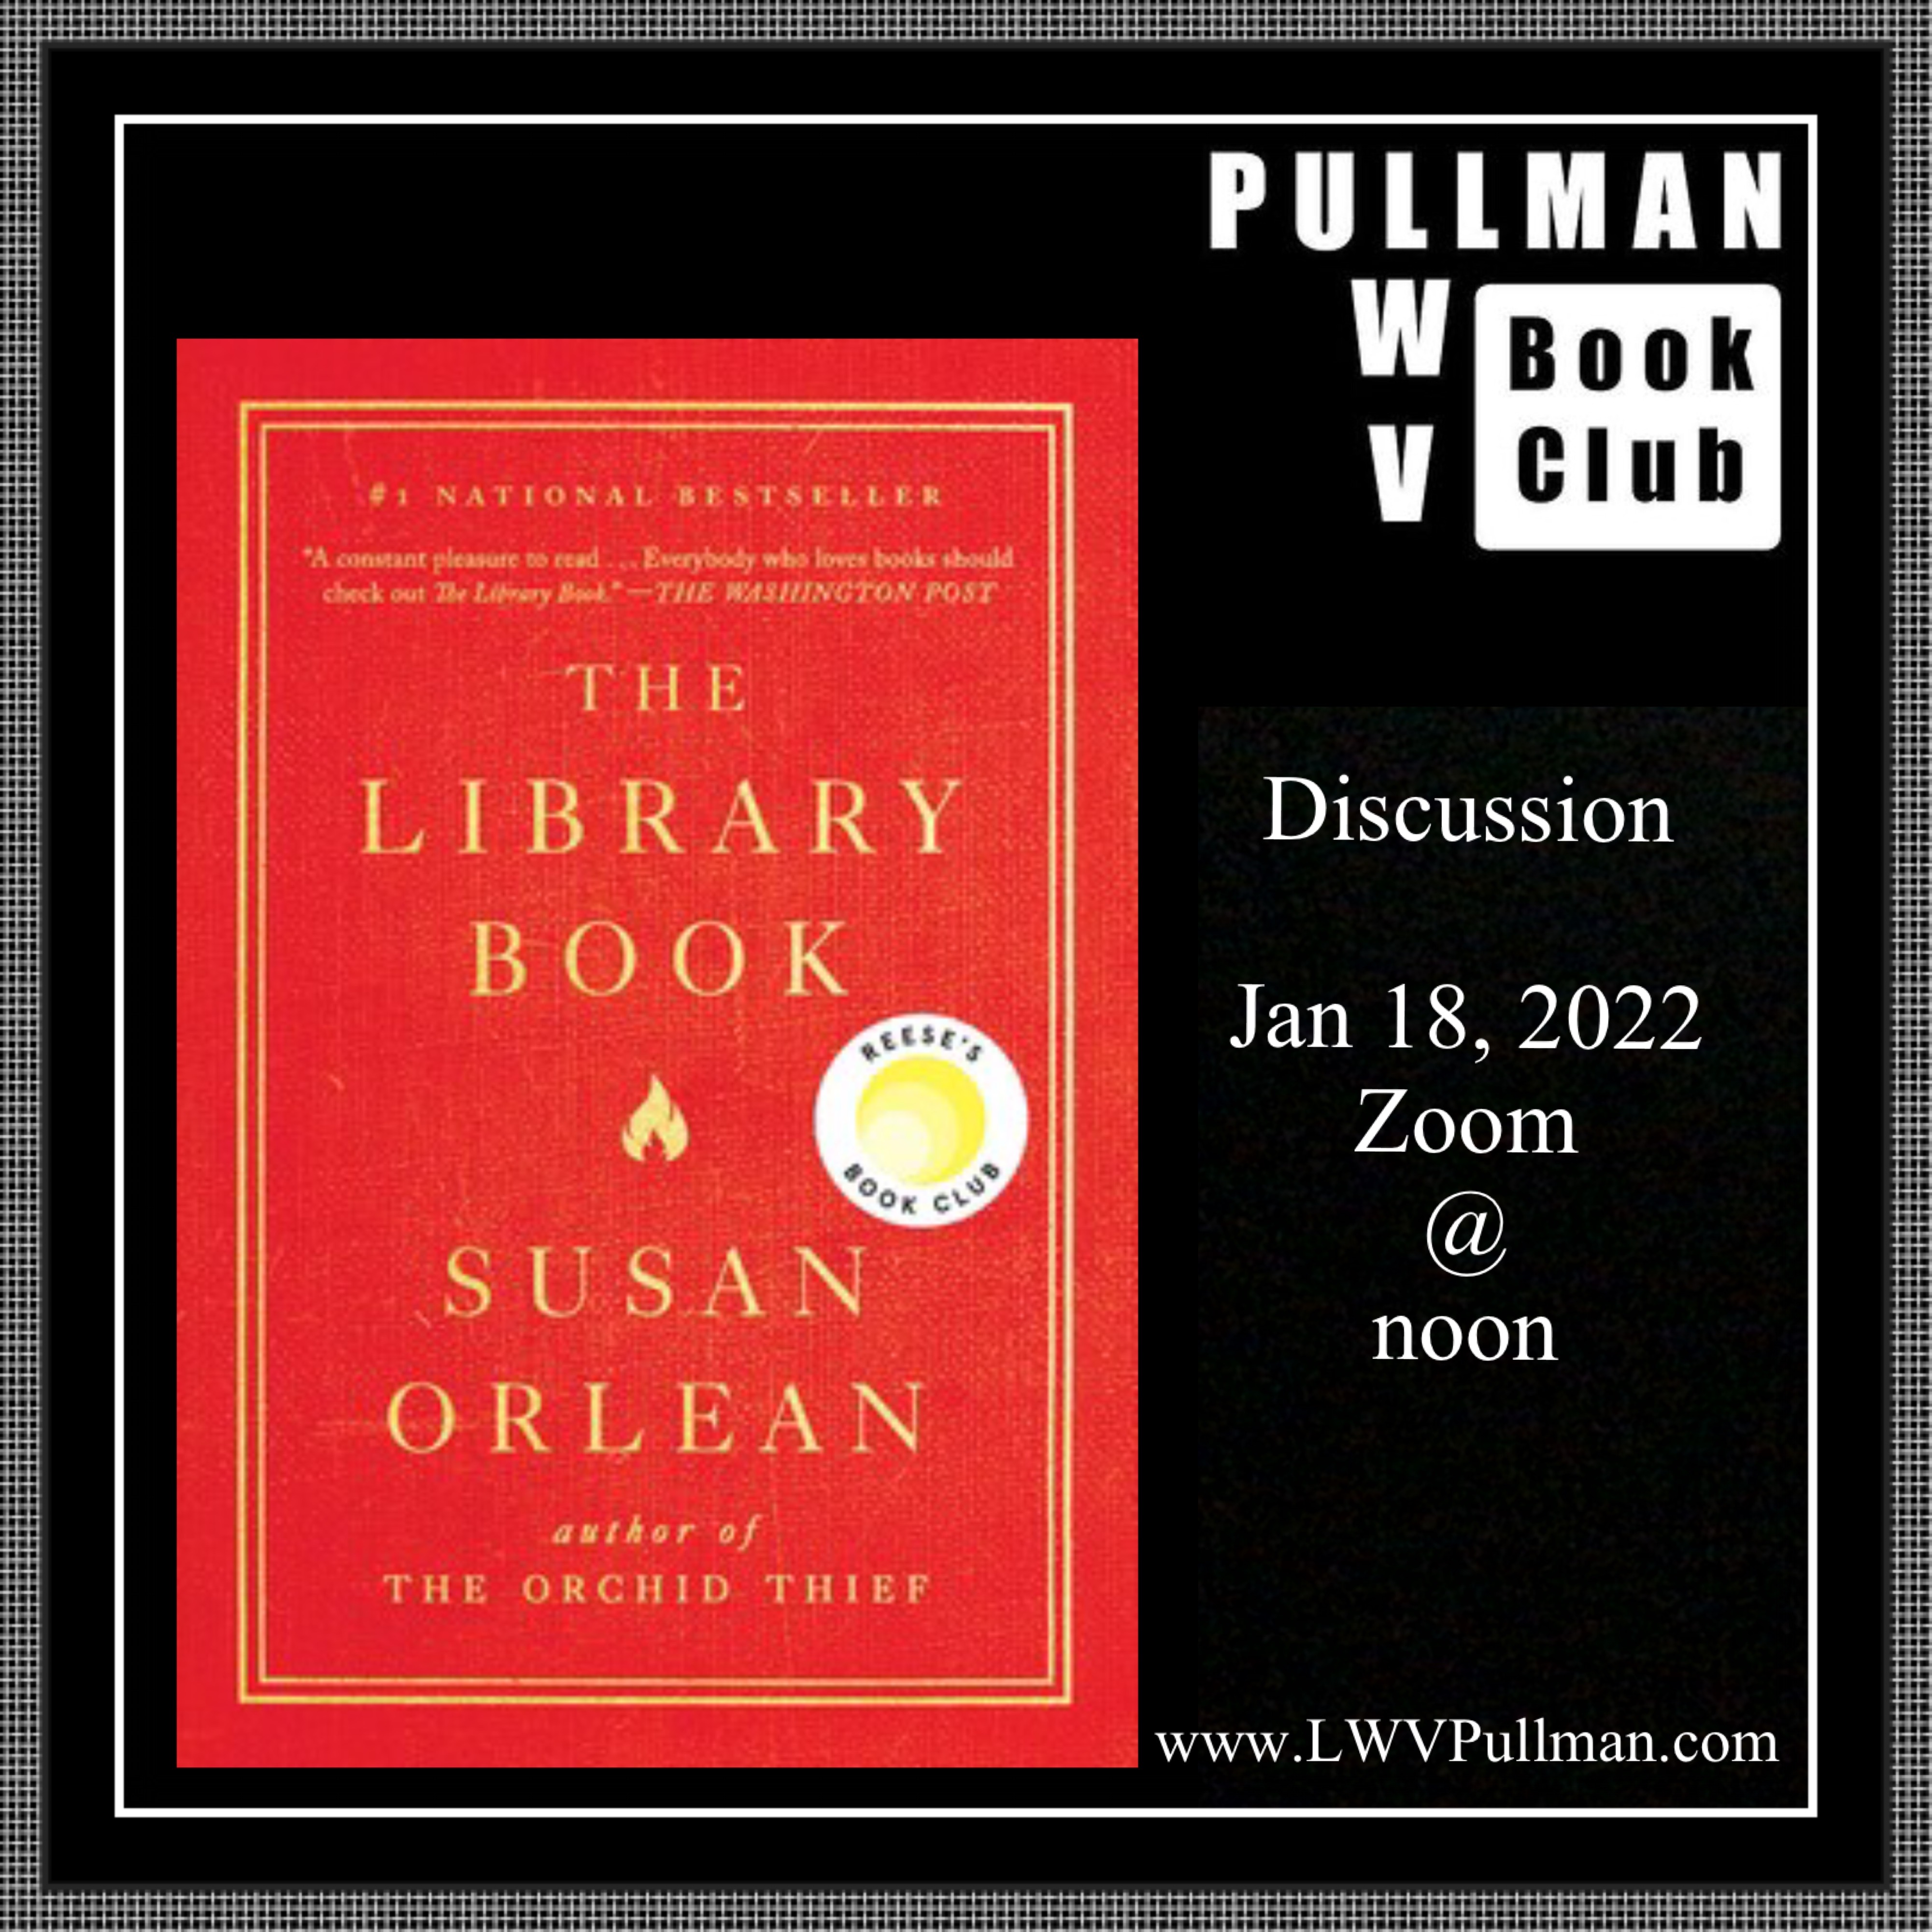 PULLMAN
W
V
Book
Club
#1 NATIONAL BESTSELLER
"A constant pleasure to read . . . Everybody who loves books should
check out The Library Book." —THE WASHINGTON POST
THE
LIBRARY
BOOK
REESE'S
BOOK CLUB
SUSAN
ORLEAN
author of
THE ORCHID THIEF
Discussion
Jan 18, 2022
Zoom
@
noon
www.LWVPullman.com